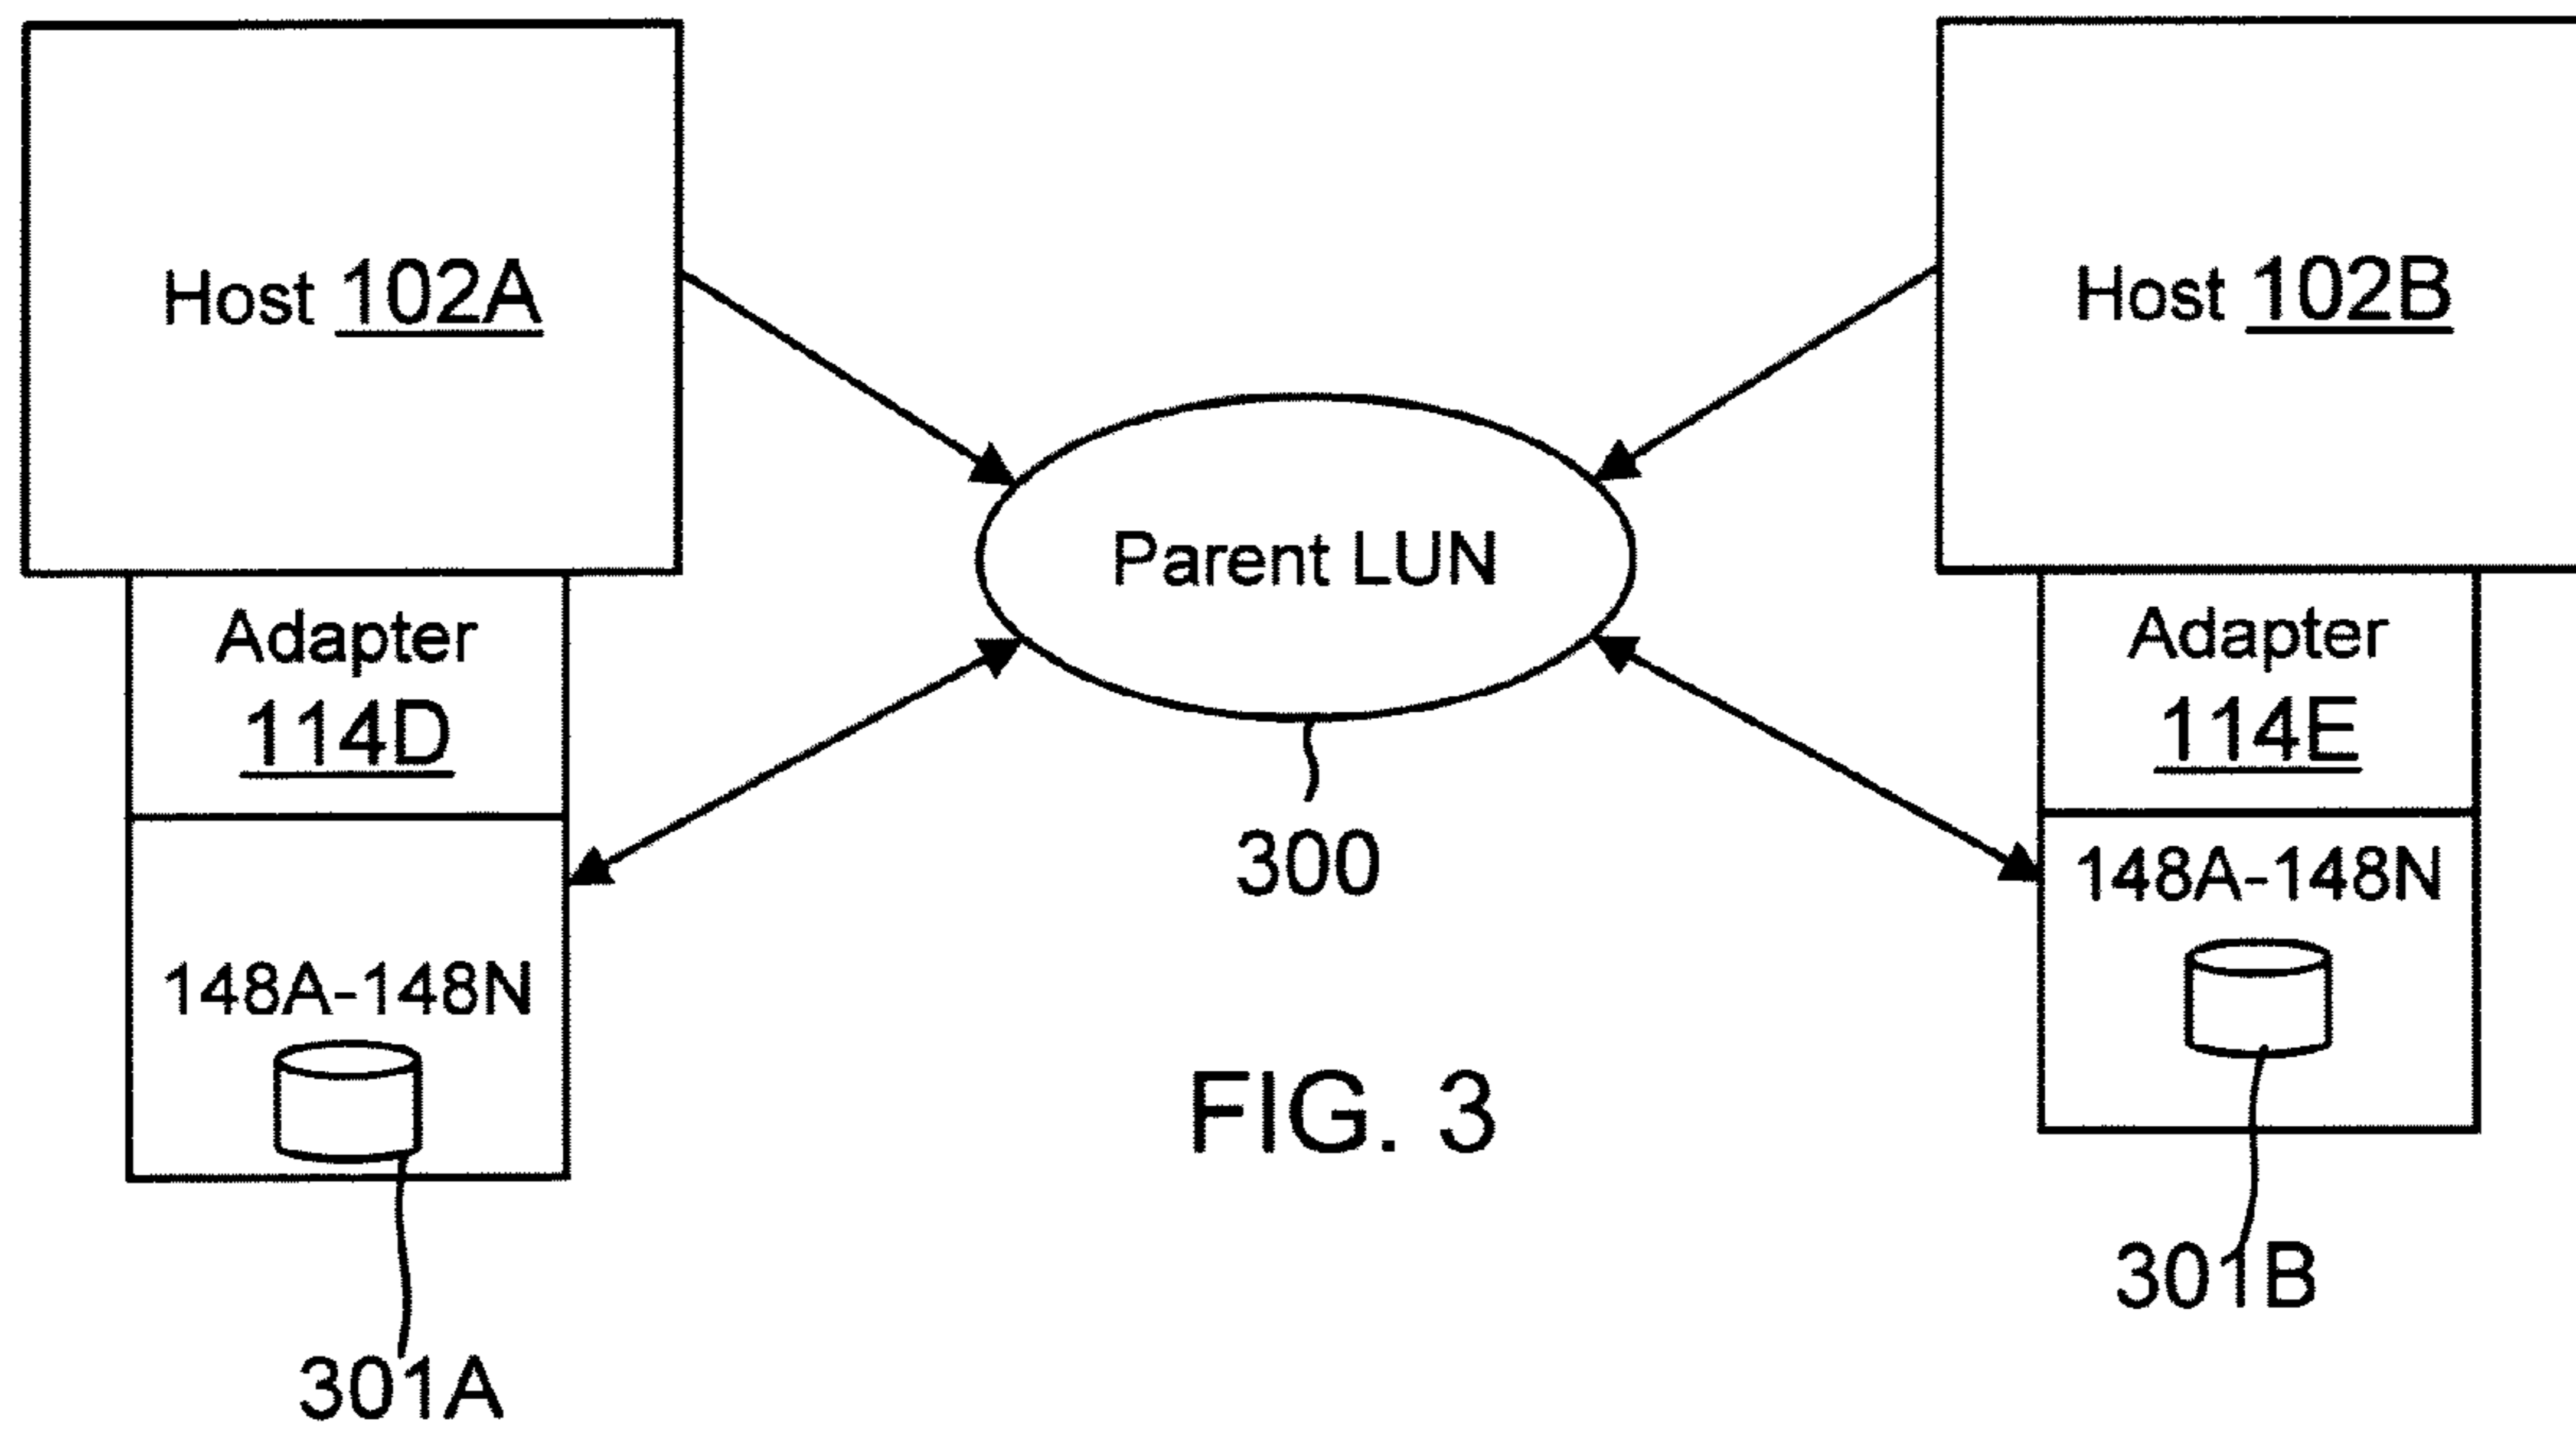 Host 102A
Host 102B
Parent LUN
Adapter
114D
Adapter
114E
300
148A-148N
148A-148N
FIG. 3
301A
301B